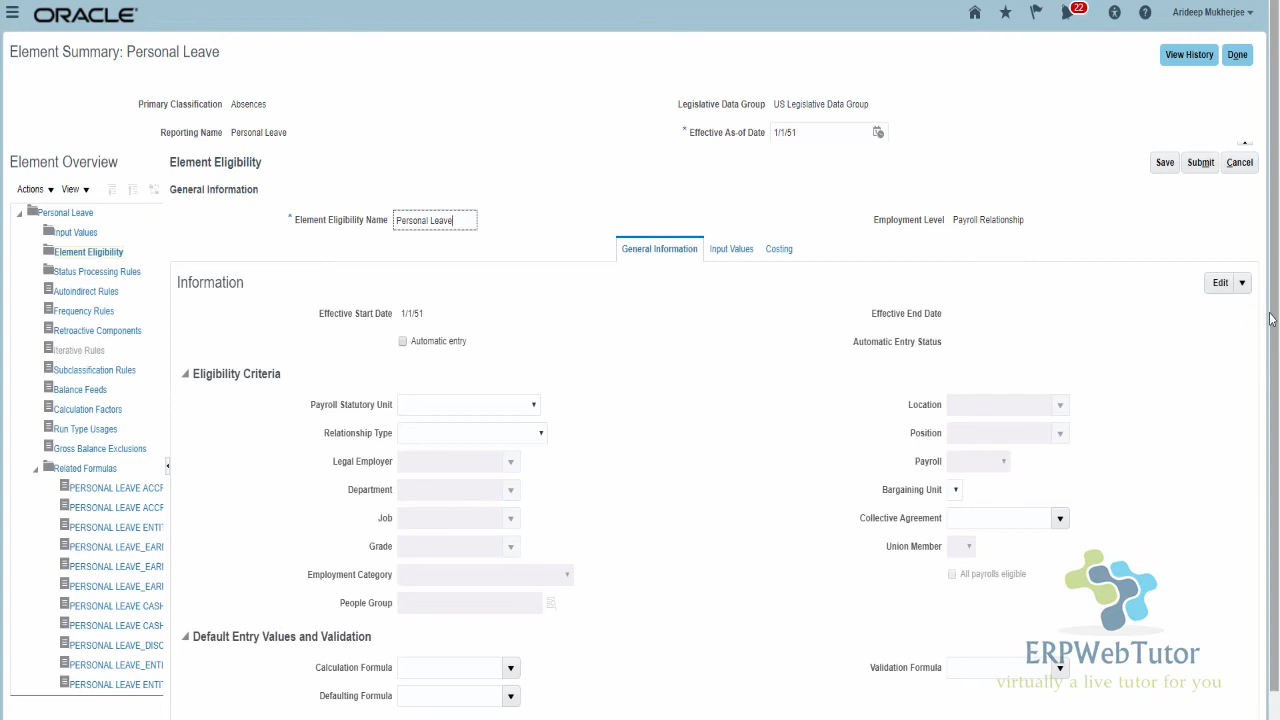 ORACLE
22
Arideep Mukherjee
Element Summary: Personal Leave
View History
Done
Primary Classification Absences
Legislative Data Group US Legislative Data Group
Reporting Name Personal Leave
* Effective As-of Date 1/1/51
Element Overview
Element Eligibility
Save
Submit
Cancel
Actions
View
General Information
Personal Leave
Input Values
Element Eligibility
Status Processing Rules
Autoindirect Rules
Frequency Rules
Retroactive Components
Iterative Rules
Subclassification Rules
Balance Feeds
Calculation Factors
Run Type Usages
Gross Balance Exclusions
Related Formulas
PERSONAL LEAVE ACCR
PERSONAL LEAVE ACCR
PERSONAL LEAVE ENTIT
PERSONAL LEAVE_EARI
PERSONAL LEAVE_EARI
PERSONAL LEAVE_EARI
PERSONAL LEAVE CASH
PERSONAL LEAVE CASH
PERSONAL LEAVE_DISC
PERSONAL LEAVE_ENTI
PERSONAL LEAVE ENTIT
* Element Eligibility Name Personal Leave
Employment Level Payroll Relationship
General Information
Input Values
Costing
Information
Edit
Effective Start Date 1/1/51
Effective End Date
Automatic entry
Automatic Entry Status
Eligibility Criteria
Payroll Statutory Unit
Location
Relationship Type
Position
Legal Employer
Payroll
Department
Bargaining Unit
Job
Collective Agreement
Grade
Union Member
Employment Category
All payrolls eligible
People Group
Default Entry Values and Validation
Calculation Formula
Validation Formula
Defaulting Formula
ERPWebTutor
virtually a live tutor for you